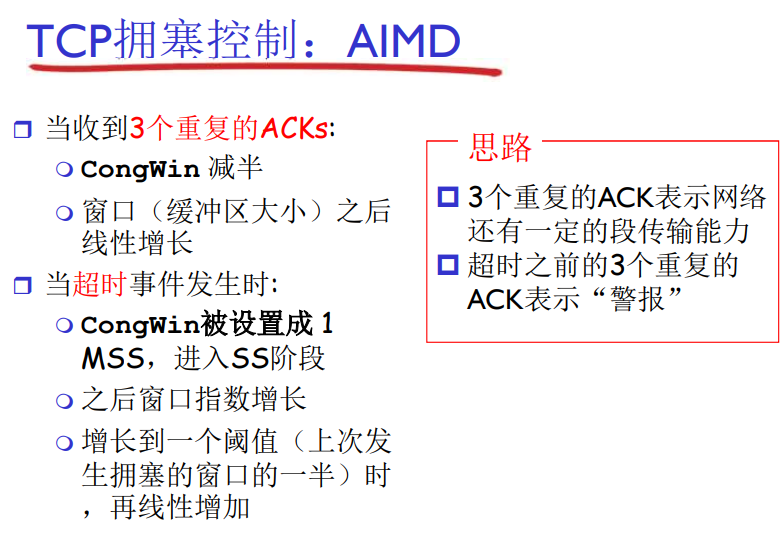 TCP拥塞控制：AIMD
当收到3个重复的ACKs:
CongWin 减半
窗口（缓冲区大小）之后
线性增长
当超时事件发生时:
CongWin被设置成 1
MSS，进入SS阶段
之后窗口指数增长
增长到一个阈值（上次发
生拥塞的窗口的一半）时
，再线性增加
思路
3个重复的ACK表示网络
还有一定的段传输能力
超时之前的3个重复的
ACK表示“警报”